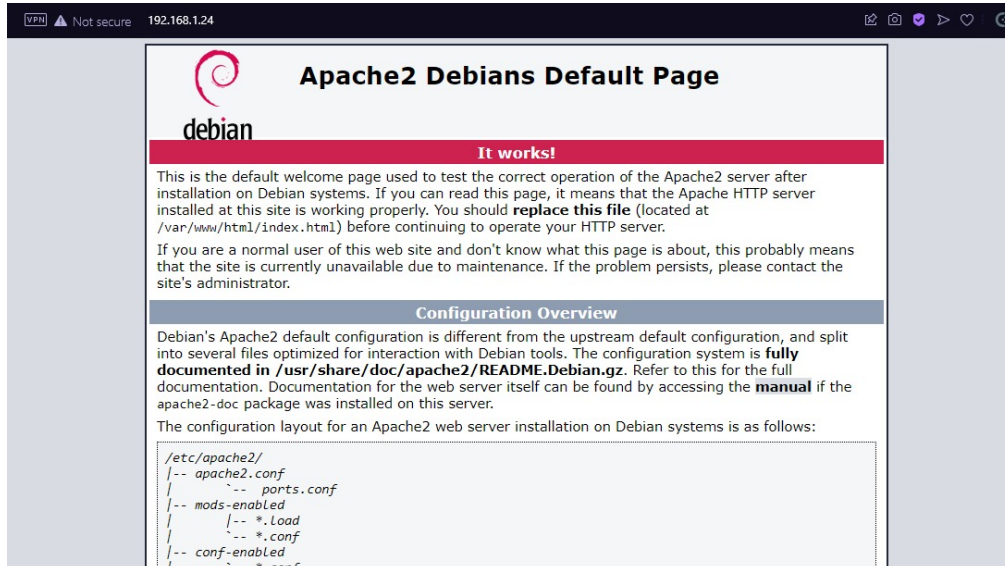 VPN Not secure 192.168.1.24
debian
Apache2 Debians Default Page
It works!
This is the default welcome page used to test the correct operation of the Apache2 server after
installation on Debian systems. If you can read this page, it means that the Apache HTTP server
installed at this site is working properly. You should replace this file (located at
/var/www/html/index.html) before continuing to operate your HTTP server.
If you are a normal user of this web site and don't know what this page is about, this probably means
that the site is currently unavailable due to maintenance. If the problem persists, please contact the
site's administrator.
Configuration Overview
Debian's Apache2 default configuration is different from the upstream default configuration, and split
into several files optimized for interaction with Debian tools. The configuration system is fully
documented in /usr/share/doc/apache2/README.Debian.gz. Refer to this for the full
documentation. Documentation for the web server itself can be found by accessing the manual if the
apache2-doc package was installed on this server.
The configuration layout for an Apache2 web server installation on Debian systems is as follows:
/etc/apache2/
|-- apache2.conf
|       `--  ports.conf
|-- mods-enabled
|       |-- *.load
|       `-- *.conf
|-- conf-enabled